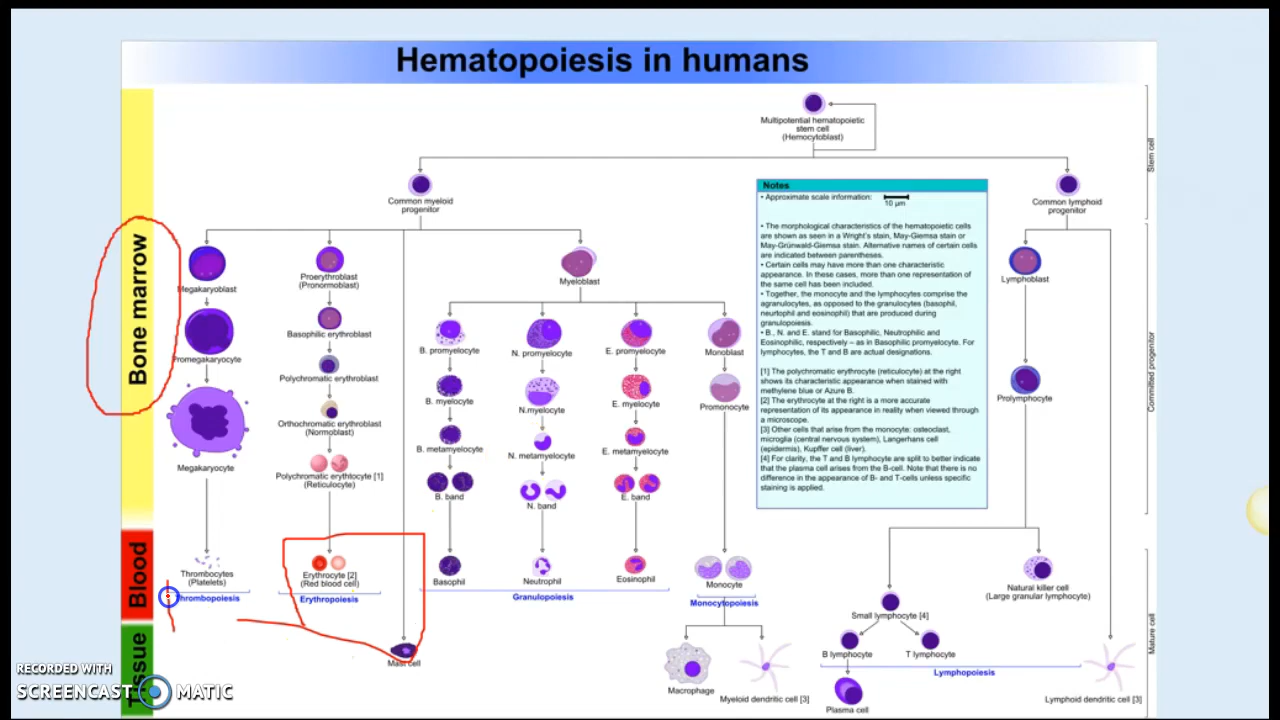 Hematopoiesis in humans
Multipotential hematopoietic
stem cell
(Hemocytoblast)
Stem cell
Common myeloid
progenitor
Common lymphoid
progenitor
Notes
• Approximate scale information:
10 µm
• The morphological characteristics of the hematopoietic cells
are shown as seen in a Wright's stain, May-Giemsa stain or
May-Grünwald-Giemsa stain. Alternative names of certain cells
are indicated between parentheses.
• Certain cells may have more than one characteristic
appearance. In these cases, more than one representation of
the same cell has been included.
• Together, the monocyte and the lymphocytes comprise the
agranulocytes, as opposed to the granulocytes (basophil,
neurtophil and eosinophil) that are produced during
granulopoiesis.
• B., N. and E. stand for Basophilic, Neutrophilic and
Eosinophilic, respectively – as in Basophilic promyelocyte. For
lymphocytes, the T and B are actual designations.
[1] The polychromatic erythrocyte (reticulocyte) at the right
shows its characteristic appearance when stained with
methylene blue or Azure B.
[2] The erythrocyte at the right is a more accurate
representation of its appearance in reality when viewed through
a microscope.
[3] Other cells that arise from the monocyte: osteoclast,
microglia (central nervous system), Langerhans cell
(epidermis), Kupffer cell (liver).
[4] For clarity, the T and B lymphocyte are split to better indicate
that the plasma cell arises from the B-cell. Note that there is no
difference in the appearance of B- and T-cells unless specific
staining is applied.
Bone marrow
Megakaryoblast
Promegakaryocyte
Megakaryocyte
Proerythroblast
(Pronormoblast)
Basophilic erythroblast
Polychromatic erythroblast
Orthochromatic erythroblast
(Normoblast)
Polychromatic erythtocyte [1]
(Reticulocyte)
Myeloblast
B. promyelocyte
N. promyelocyte
E. promyelocyte
Monoblast
B. myelocyte
N.myelocyte
E. myelocyte
Promonocyte
B. metamyelocyte
N. metamyelocyte
E. metamyelocyte
B. band
N. band
E. band
Lymphoblast
Prolymphocyte
Committed progenitor
Blood
Thrombocytes
(Platelets)
Thrombopoiesis
Erythrocyte [2]
(Red blood cell)
Erythropoiesis
Basophil
Neutrophil
Eosinophil
Granulopoiesis
Monocyte
Monocytopoiesis
Small lymphocyte [4]
Natural killer cell
(Large granular lymphocyte)
Mature cell
Tissue
Mast cell
Macrophage
Myeloid dendritic cell [3]
B lymphocyte
T lymphocyte
Lymphopoiesis
Plasma cell
Lymphoid dendritic cell [3]
RECORDED WITH
SCREENCAST MATIC